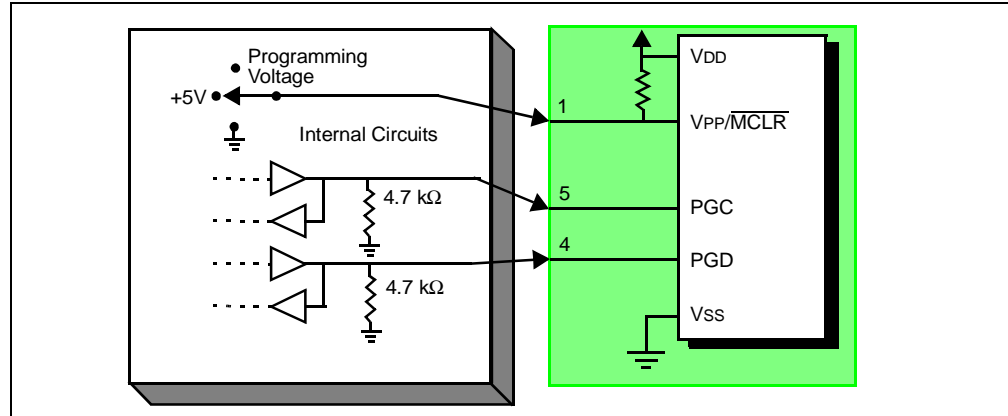 Programming
Voltage
+5V
Internal Circuits
4.7 kΩ
4.7 kΩ
1
5
4
VDD
VPP/MCLR
PGC
PGD
VSS